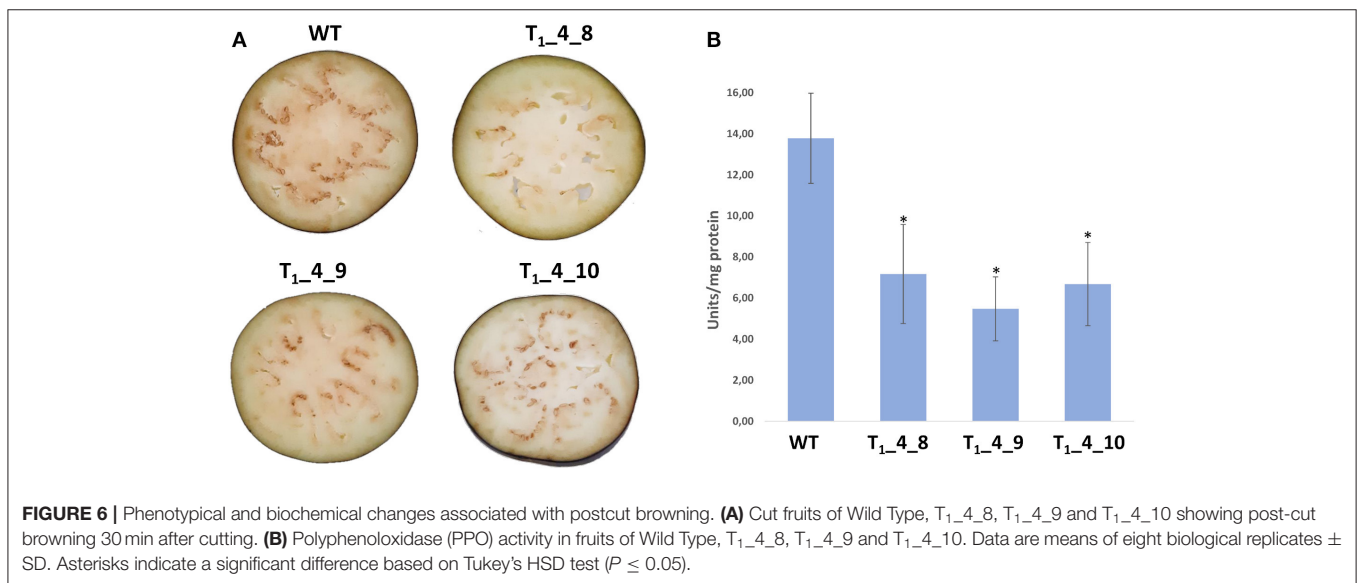 A
WT
T₁_4_8
T₁_4_9
T₁_4_10
B
Units/mg protein
16,00
14,00
12,00
10,00
8,00
6,00
4,00
2,00
0,00
*
*
*
WT
T₁_4_8
T₁_4_9
T₁_4_10
FIGURE 6 | Phenotypical and biochemical changes associated with postcut browning. (A) Cut fruits of Wild Type, T₁_4_8, T₁_4_9 and T₁_4_10 showing post-cut
browning 30 min after cutting. (B) Polyphenoloxidase (PPO) activity in fruits of Wild Type, T₁_4_8, T₁_4_9 and T₁_4_10. Data are means of eight biological replicates ±
SD. Asterisks indicate a significant difference based on Tukey's HSD test (P ≤ 0.05).